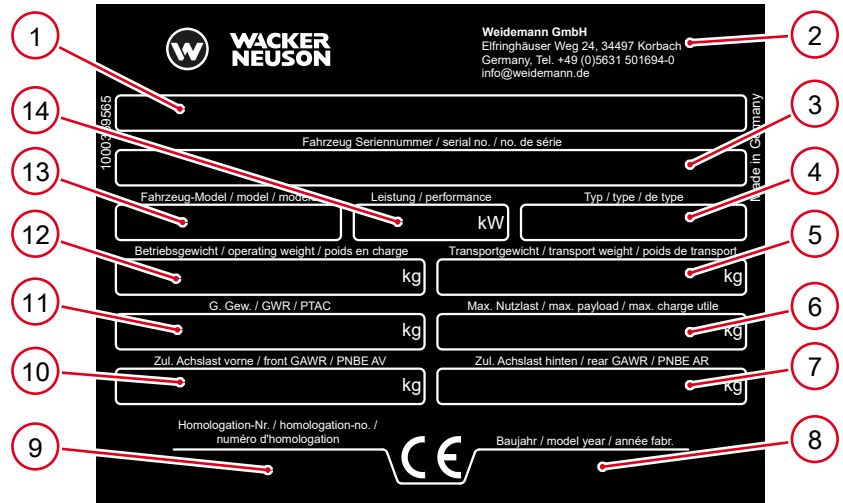 W
WACKER
NEUSON
Weidemann GmbH
Elfringhäuser Weg 24, 34497 Korbach
Germany, Tel. +49 (0)5631 501694-0
info@weidemann.de
Made in Germany
Fahrzeug Seriennummer / serial no. / no. de série
Fahrzeug-Model / model /
Leistung / performance
Typ / type / de type
kW
Betriebsgewicht / operating weight / poids en charge
Transportgewicht / transport weight / poids de transport
kg
kg
G. Gew. / GWR / PTAC
Max. Nutzlast / max. payload / max. charge utile
kg
kg
Zul. Achslast vorne / front GAWR / PNBE AV
Zul. Achslast hinten / rear GAWR / PNBE AR
kg
kg
Homologation-Nr. / homologation-no. /
numéro d'homologation
CE
Baujahr / model year / année fabr.
1
14
13
12
11
10
9
2
3
4
5
6
7
8